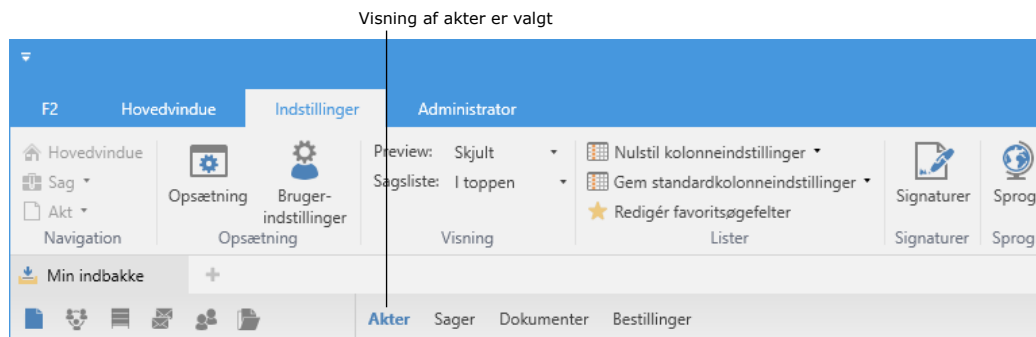 Visning af akter er valgt
F2 Hovedvindue Indstillinger Administrator
Hovedvindue
Sag
Akt
Navigation
Opsætning
Bruger-
indstillinger
Opsætning
Preview: Skjult
Sagsliste: I toppen
Visning
Nulstil kolonneindstillinger
Gem standardkolonneindstillinger
Redigér favoritsøgefelter
Lister
Signaturer
Signaturer
Sprog
Sprog
Min indbakke
Akter Sager Dokumenter Bestillinger